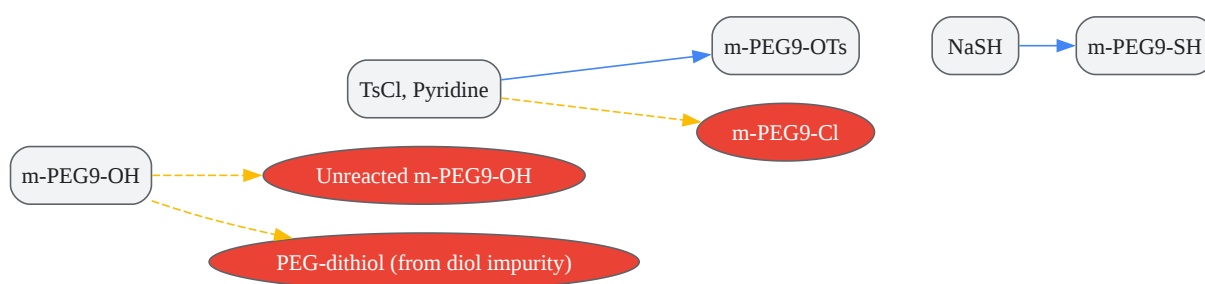 m-PEG9-OTs
NaSH
m-PEG9-SH
TsCl, Pyridine
m-PEG9-Cl
m-PEG9-OH
Unreacted m-PEG9-OH
PEG-dithiol (from diol impurity)